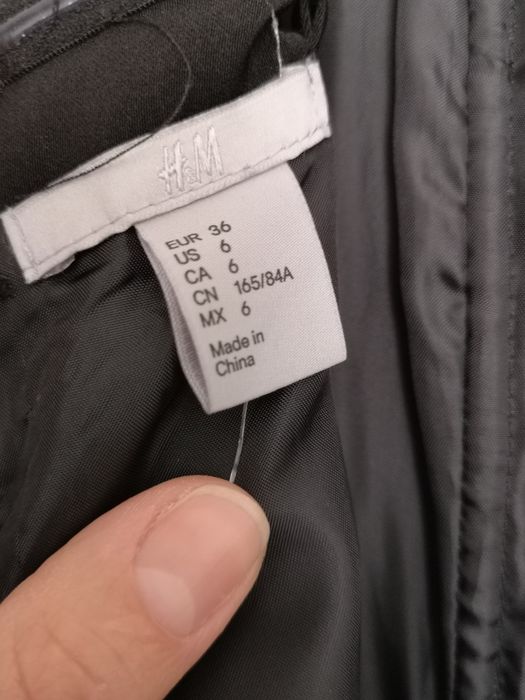 H&M
EUR 36
US 6
CA 6
CN 165/84A
MX 6
Made in
China